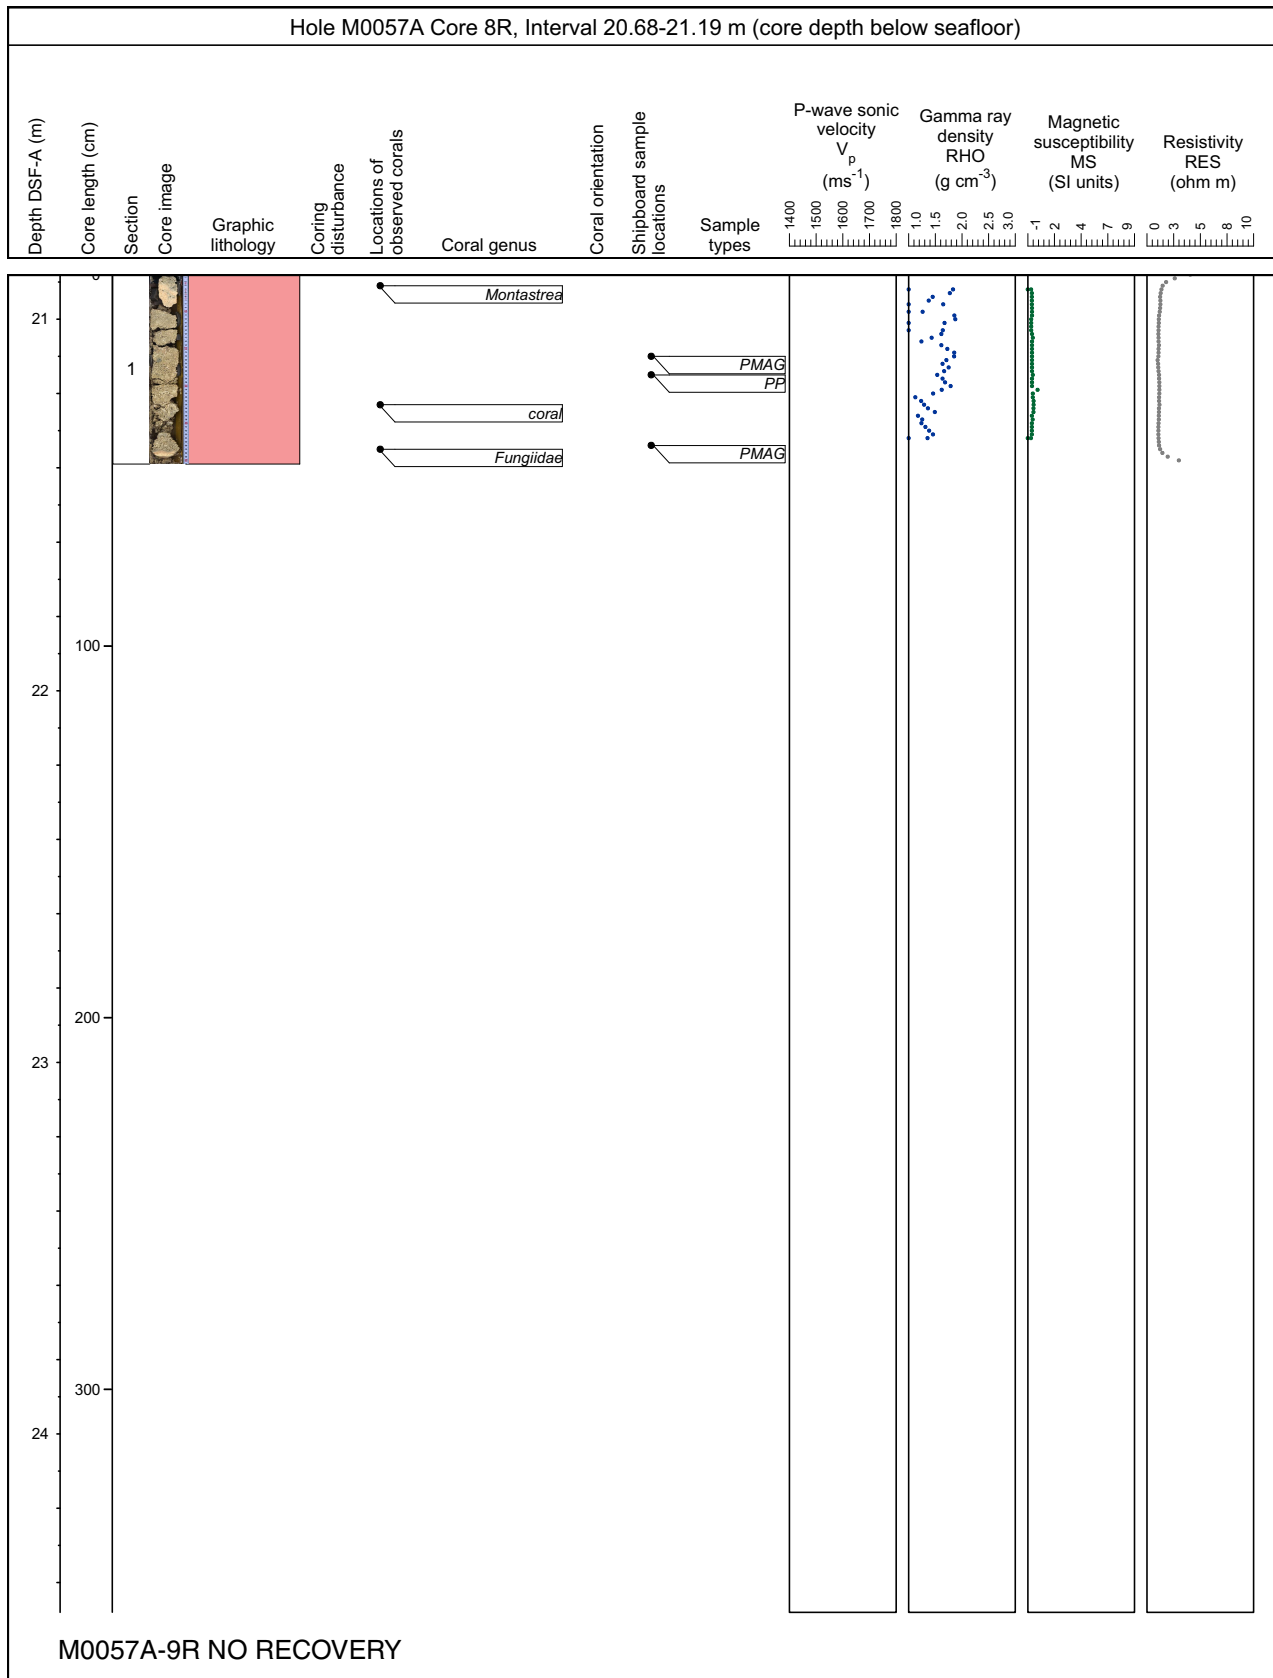 Hole M0057A Core 8R, Interval 20.68-21.19 m (core depth below seafloor)
Depth DSF-A (m)
Core length (cm)
Section
Core image
Graphic
lithology
Coring
disturbance
Locations of
observed corals
Coral genus
Coral orientation
Shipboard sample
locations
Sample
types
P-wave sonic
velocity
Vp
(ms-1)
1400 1500 1600 1700 1800
Gamma ray
density
RHO
(g cm-3)
1.0 1.5 2.0 2.5 3.0
Magnetic
susceptibility
MS
(SI units)
-1 2 4 7 9
Resistivity
RES
(ohm m)
0 3 5 8 10
0
Montastrea
21
1
PMAG
PP
coral
Fungiidae
PMAG
100
22
200
23
300
24
M0057A-9R NO RECOVERY